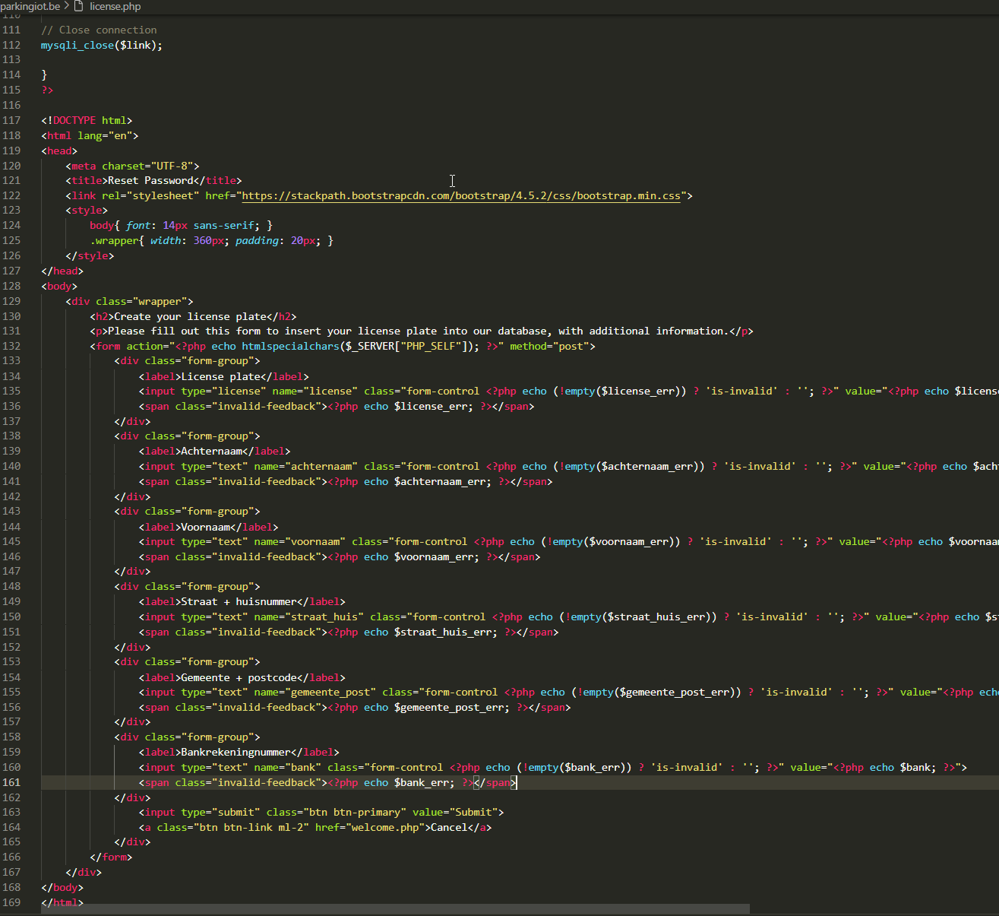 parkingiot.be > license.php
110
111 // Close connection
112 mysqli_close($link);
113
114 }
115 ?>
116
117 <!DOCTYPE html>
118 <html lang="en">
119 <head>
120     <meta charset="UTF-8">
121     <title>Reset Password</title>
122     <link rel="stylesheet" href="https://stackpath.bootstrapcdn.com/bootstrap/4.5.2/css/bootstrap.min.css">
123     <style>
124         body{ font: 14px sans-serif; }
125         .wrapper{ width: 360px; padding: 20px; }
126     </style>
127 </head>
128 <body>
129     <div class="wrapper">
130         <h2>Create your license plate</h2>
131         <p>Please fill out this form to insert your license plate into our database, with additional information.</p>
132         <form action="<?php echo htmlspecialchars($_SERVER["PHP_SELF"]); ?>" method="post">
133             <div class="form-group">
134                 <label>License plate</label>
135                 <input type="license" name="license" class="form-control <?php echo (!empty($license_err)) ? 'is-invalid' : ''; ?>" value="<?php echo $license
136                 <span class="invalid-feedback"><?php echo $license_err; ?></span>
137             </div>
138             <div class="form-group">
139                 <label>Achternaam</label>
140                 <input type="text" name="achternaam" class="form-control <?php echo (!empty($achternaam_err)) ? 'is-invalid' : ''; ?>" value="<?php echo $ach
141                 <span class="invalid-feedback"><?php echo $achternaam_err; ?></span>
142             </div>
143             <div class="form-group">
144                 <label>Voornaam</label>
145                 <input type="text" name="voornaam" class="form-control <?php echo (!empty($voornaam_err)) ? 'is-invalid' : ''; ?>" value="<?php echo $voornaa
146                 <span class="invalid-feedback"><?php echo $voornaam_err; ?></span>
147             </div>
148             <div class="form-group">
149                 <label>Straat + huisnummer</label>
150                 <input type="text" name="straat_huis" class="form-control <?php echo (!empty($straat_huis_err)) ? 'is-invalid' : ''; ?>" value="<?php echo $s
151                 <span class="invalid-feedback"><?php echo $straat_huis_err; ?></span>
152             </div>
153             <div class="form-group">
154                 <label>Gemeente + postcode</label>
155                 <input type="text" name="gemeente_post" class="form-control <?php echo (!empty($gemeente_post_err)) ? 'is-invalid' : ''; ?>" value="<?php ech
156                 <span class="invalid-feedback"><?php echo $gemeente_post_err; ?></span>
157             </div>
158             <div class="form-group">
159                 <label>Bankrekeningnummer</label>
160                 <input type="text" name="bank" class="form-control <?php echo (!empty($bank_err)) ? 'is-invalid' : ''; ?>" value="<?php echo $bank; ?>">
161                 <span class="invalid-feedback"><?php echo $bank_err; ?></span>
162             </div>
163                 <input type="submit" class="btn btn-primary" value="Submit">
164                 <a class="btn btn-link ml-2" href="welcome.php">Cancel</a>
165             </div>
166         </form>
167     </div>
168 </body>
169 </html>